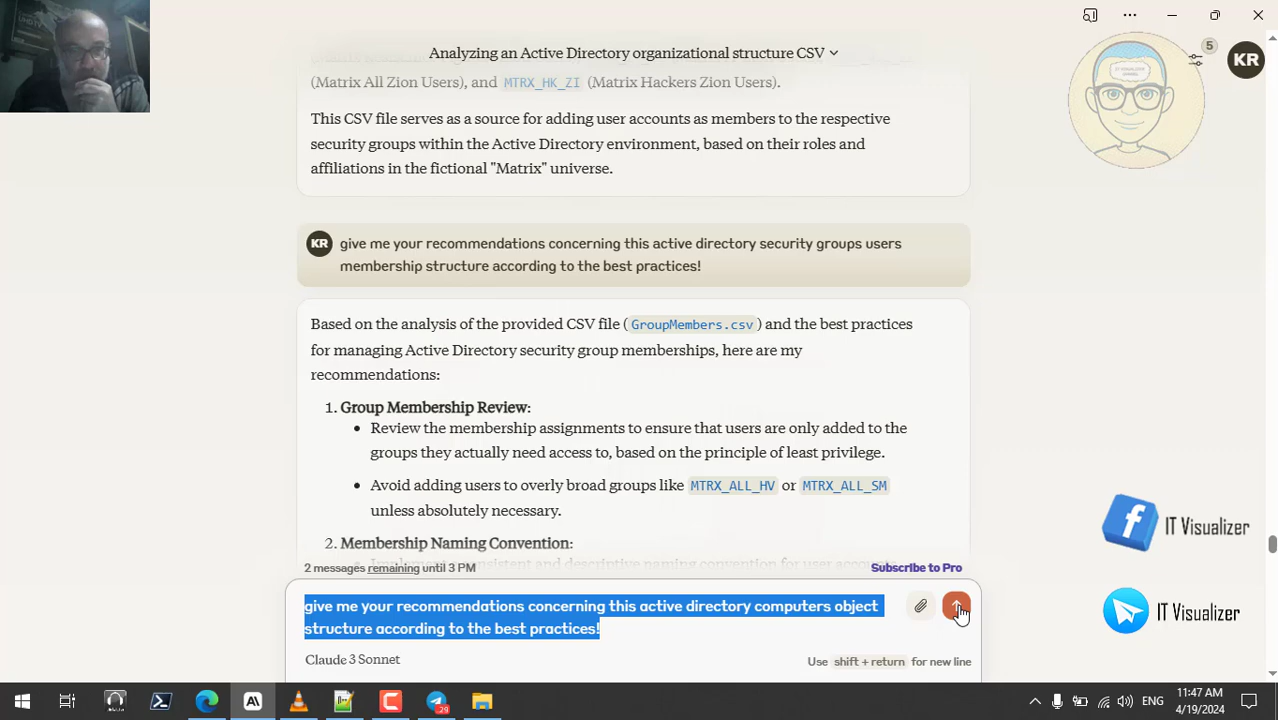 Analyzing an Active Directory organizational structure CSV
5
KR
(Matrix All Zion Users), and MTRX_HK_ZI (Matrix Hackers Zion Users).
This CSV file serves as a source for adding user accounts as members to the respective
security groups within the Active Directory environment, based on their roles and
affiliations in the fictional "Matrix" universe.
KR
give me your recommendations concerning this active directory security groups users
membership structure according to the best practices!
Based on the analysis of the provided CSV file (GroupMembers.csv) and the best practices
for managing Active Directory security group memberships, here are my
recommendations:
1. Group Membership Review:
• Review the membership assignments to ensure that users are only added to the
groups they actually need access to, based on the principle of least privilege.
• Avoid adding users to overly broad groups like MTRX_ALL_HV or MTRX_ALL_SM
unless absolutely necessary.
2. Membership Naming Convention:
2 messages remaining until 3 PM
Subscribe to Pro
give me your recommendations concerning this active directory computers object
structure according to the best practices!
Claude 3 Sonnet
Use shift + return for new line
IT Visualizer
IT Visualizer
29
ENG
11:47 AM
4/19/2024